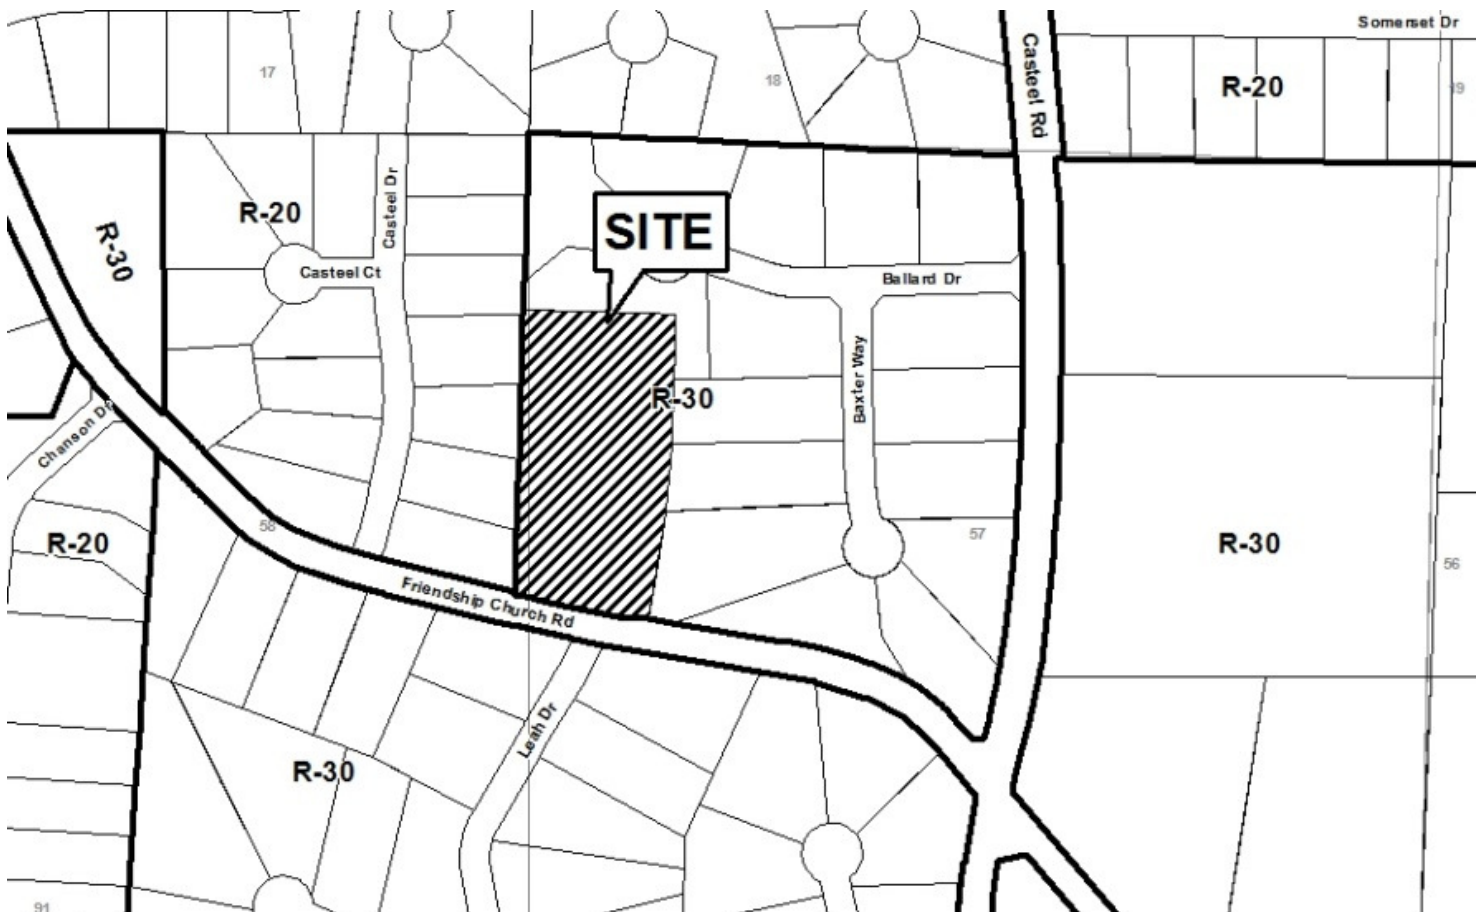 Somerset Dr
17
18
Casteel Rd
R-20
19
Casteel Dr
R-20
R-30
SITE
Casteel Ct
Ballard Dr
Baxter Way
R-30
Chanson Dr
58
57
R-20
R-30
56
Friendship Church Rd
Leah Dr
R-30
91